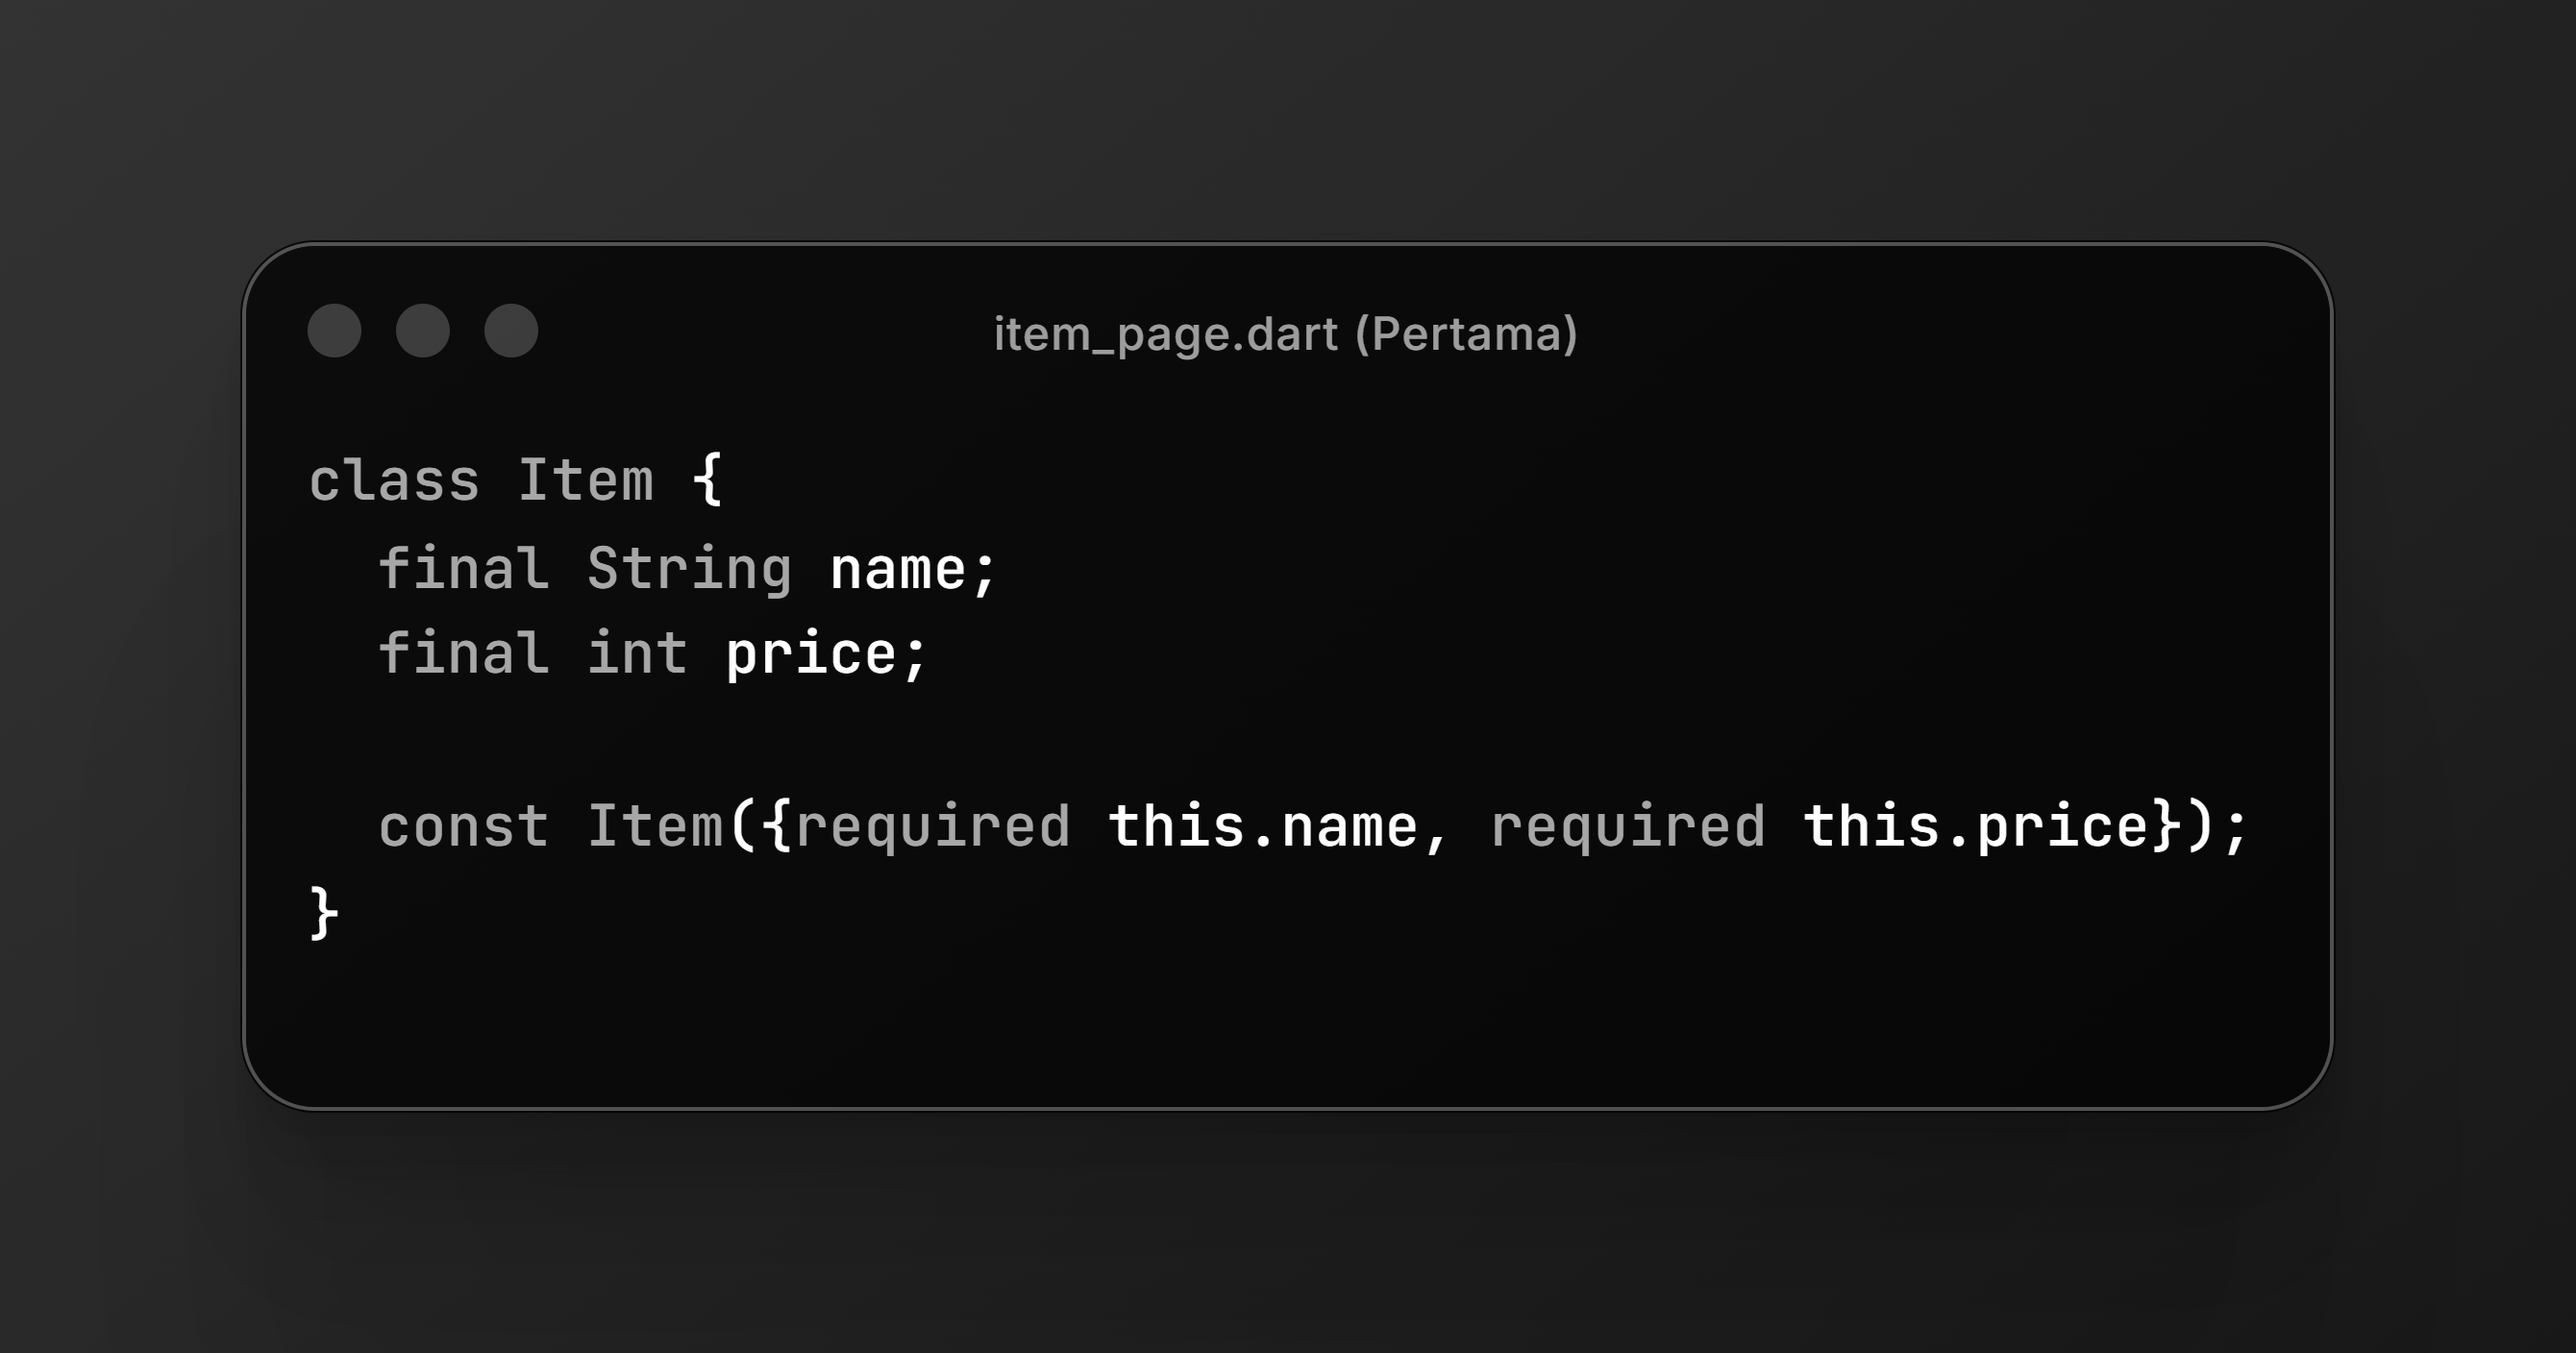 item_page.dart (Pertama)
class Item {
  final String name;
  final int price;

  const Item({required this.name, required this.price});
}